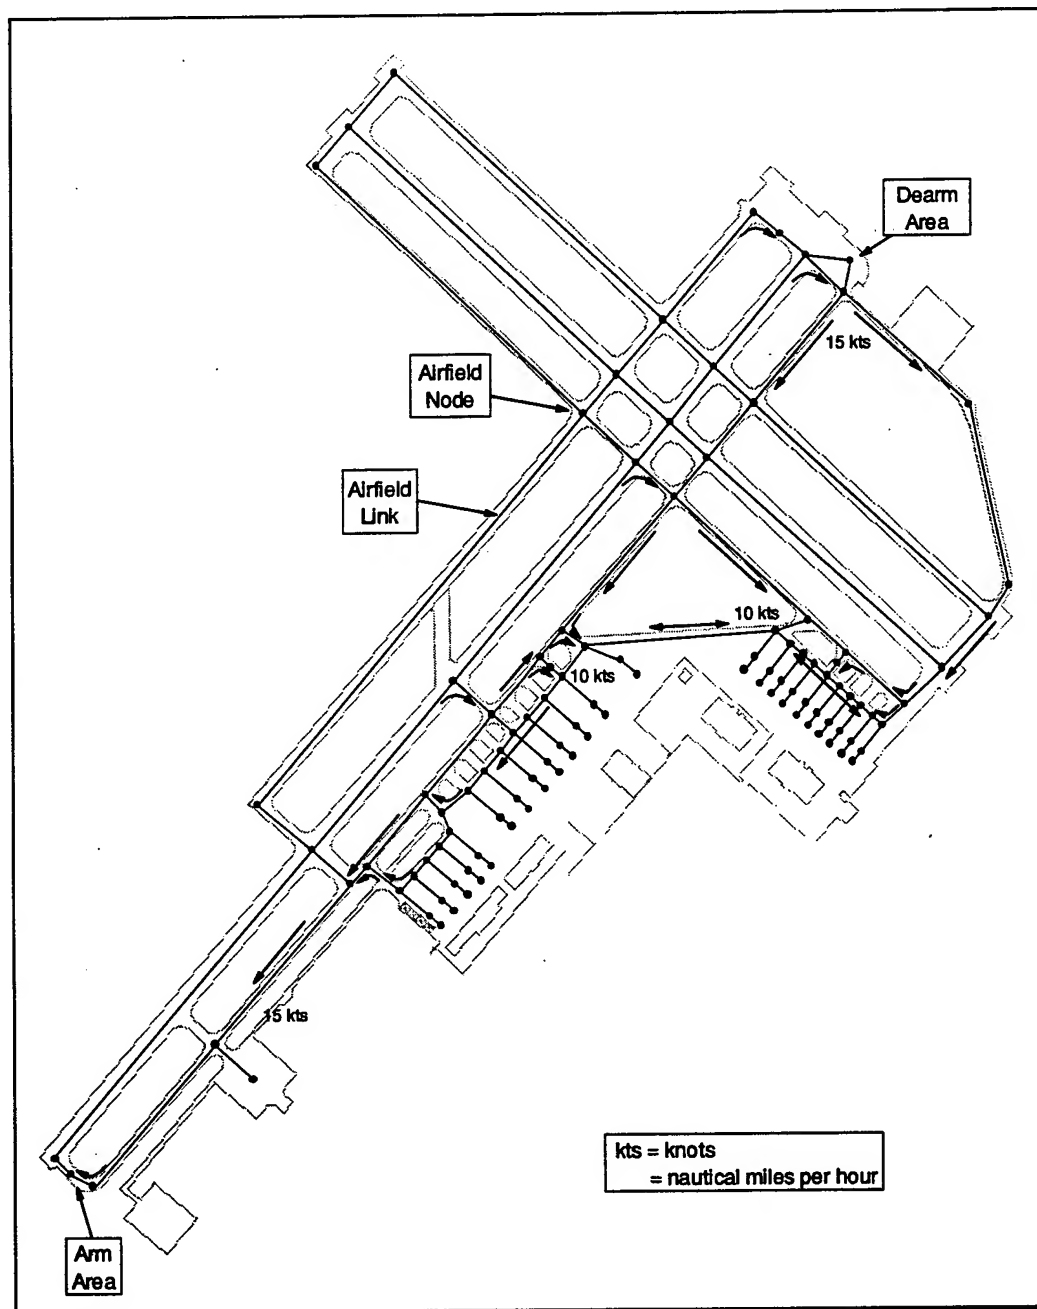 Dearm
Area
15 kts
Airfield
Node
Airfield
Link
10 kts
10 kts
15 kts
kts = knots
= nautical miles per hour
Arm
Area